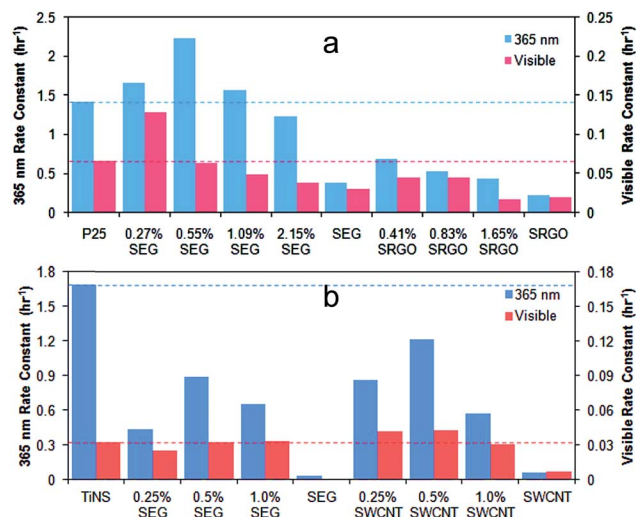 a
365 nm
Visible
365 nm Rate Constant (hr⁻¹)
2.5
2
1.5
1
0.5
0
Visible Rate Constant (hr⁻¹)
0.25
0.2
0.15
0.1
0.05
0
P25 0.27% 0.55% 1.09% 2.15% SEG 0.41% 0.83% 1.65% SRGO
SEG SEG SEG SEG SRGO SRGO SRGO
b
365 nm
Visible
365 nm Rate Constant (hr⁻¹)
1.8
1.5
1.2
0.9
0.6
0.3
0.0
Visible Rate Constant (hr⁻¹)
0.18
0.15
0.12
0.09
0.06
0.03
0.00
TiNS 0.25% 0.5% 1.0% SEG 0.25% 0.5% 1.0% SWCNT
SEG SEG SEG SWCNT SWCNT SWCNT